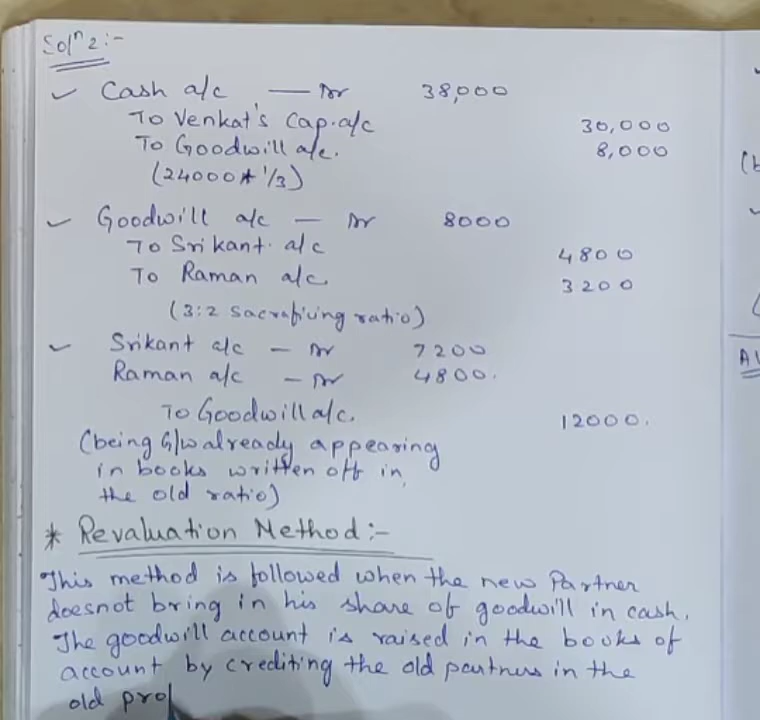 Solⁿ 2:-
✓ Cash a/c — Dr 38,000
To Venkat's Cap. a/c 30,000
To Goodwill a/c. 8,000
(24000 * 1/3)
✓ Goodwill a/c — Dr 8000
To Srikant. a/c 4800
To Raman a/c 3200
(3:2 Sacrafiving ratio)
✓ Srikant a/c — Dr 7200
Raman a/c — Dr 4800.
To Goodwill a/c. 12000.
(being G/w already appearing
in books written off in
the old ratio)
* Revaluation Method:-
This method is followed when the new Partner
doesnot bring in his share of goodwill in cash.
The goodwill account is raised in the books of
account by crediting the old partners in the
old pro
(b
A